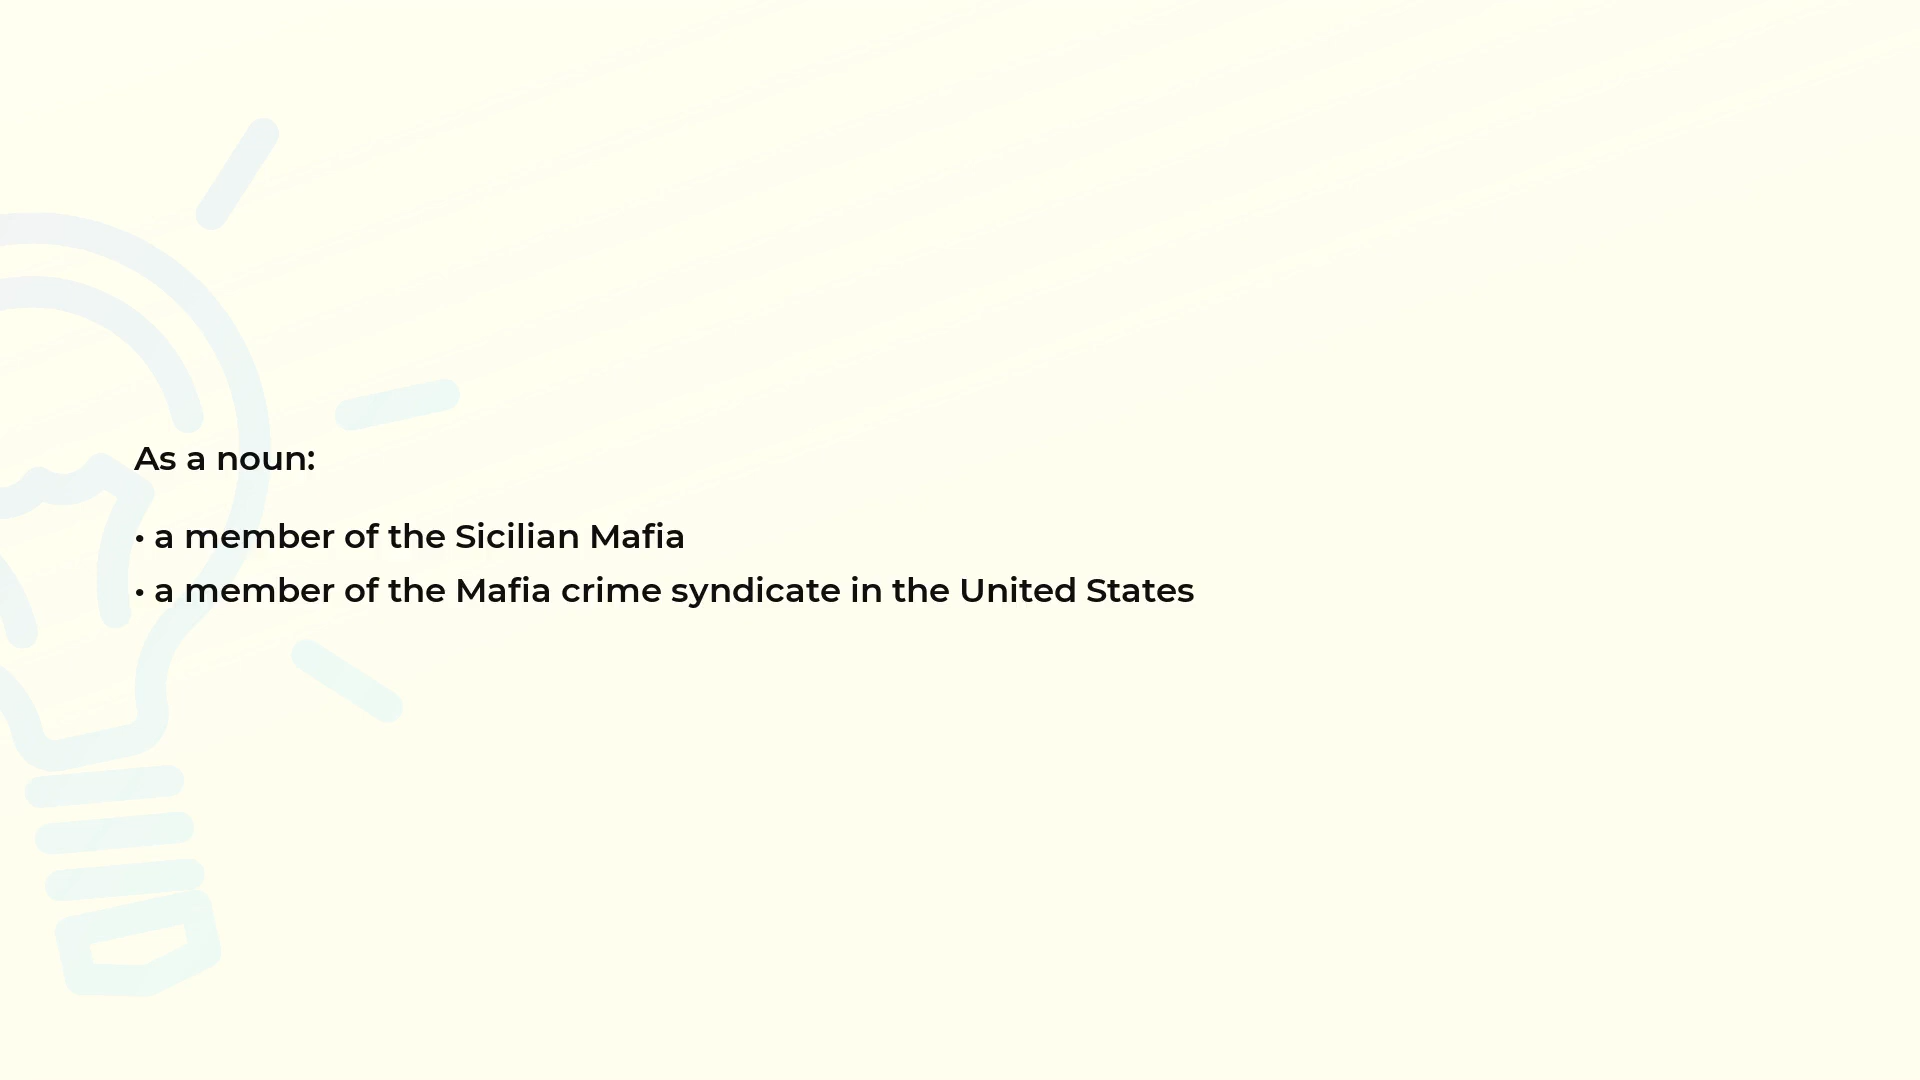 As a noun:
• a member of the Sicilian Mafia
• a member of the Mafia crime syndicate in the United States